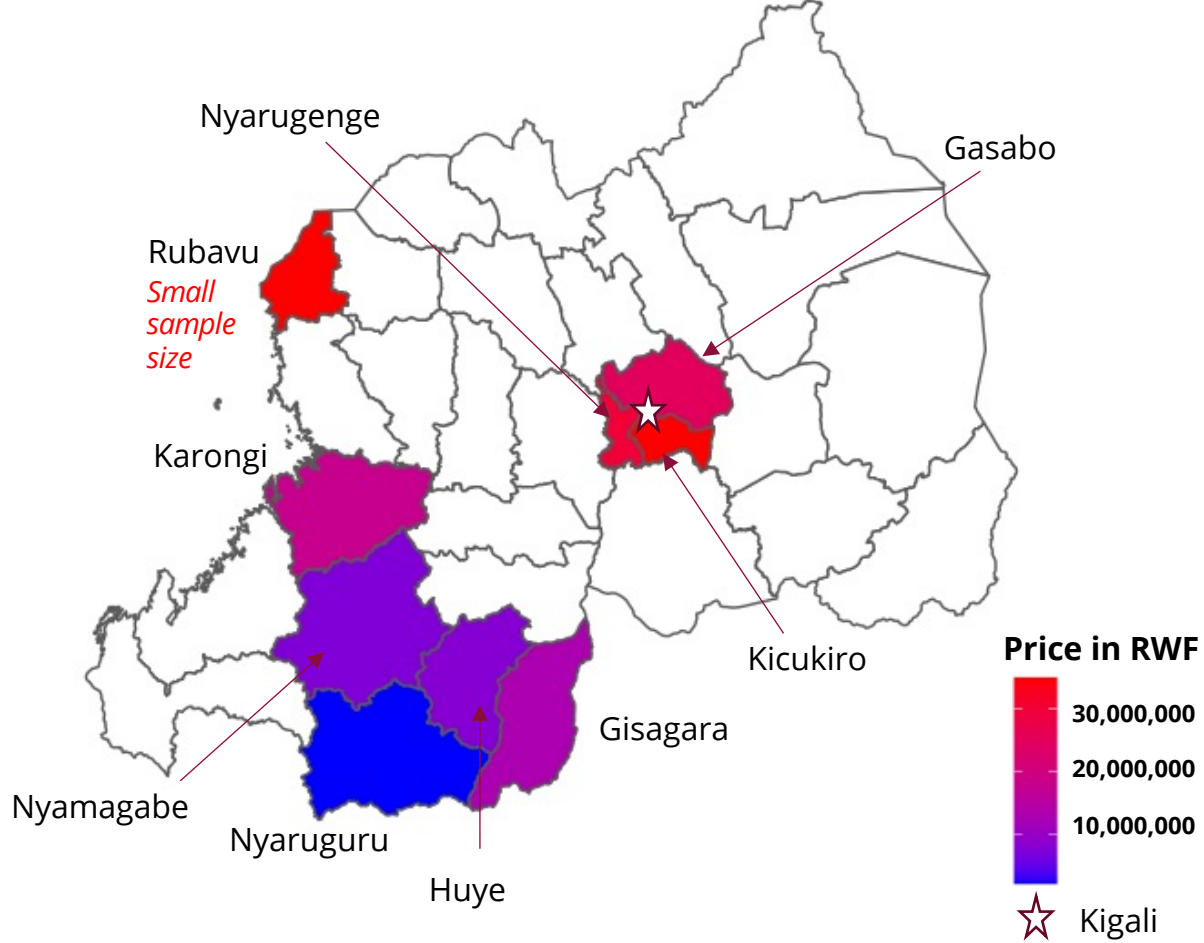 Nyarugenge
Gasabo
Rubavu
Small
sample
size
Karongi
Kicukiro
Gisagara
Nyamagabe
Nyaruguru
Huye
Price in RWF
30,000,000
20,000,000
10,000,000
Kigali